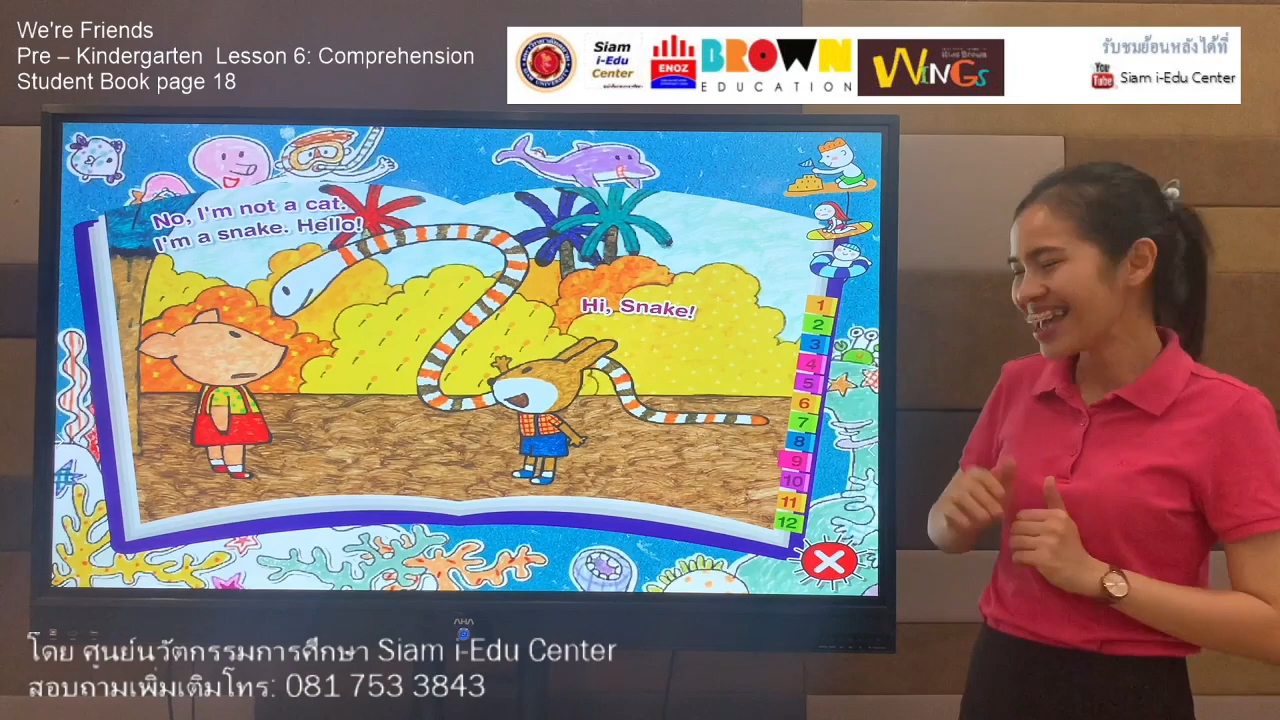 We're Friends
Pre – Kindergarten Lesson 6: Comprehension
Student Book page 18
Siam
i-Edu
Center
ENOZ
BROWN
EDUCATION
WiNGs
รับชมย้อนหลังได้ที่
You
Tube
Siam i-Edu Center
No, I'm not a cat.
I'm a snake. Hello!
Hi, Snake!
1
2
3
4
5
6
7
8
9
10
11
12
AHA
โดย ศูนย์นวัตกรรมการศึกษา Siam i-Edu Center
สอบถามเพิ่มเติมโทร: 081 753 3843